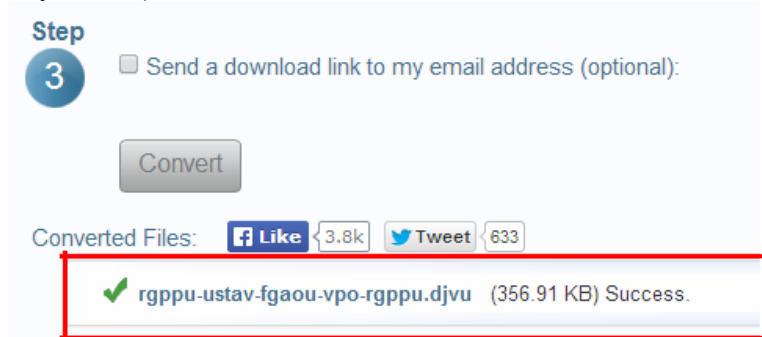 Step
3
Send a download link to my email address (optional):
Convert
Converted Files: Like 3.8k Tweet 633
rgppu-ustav-fgaou-vpo-rgppu.djvu (356.91 KB) Success.